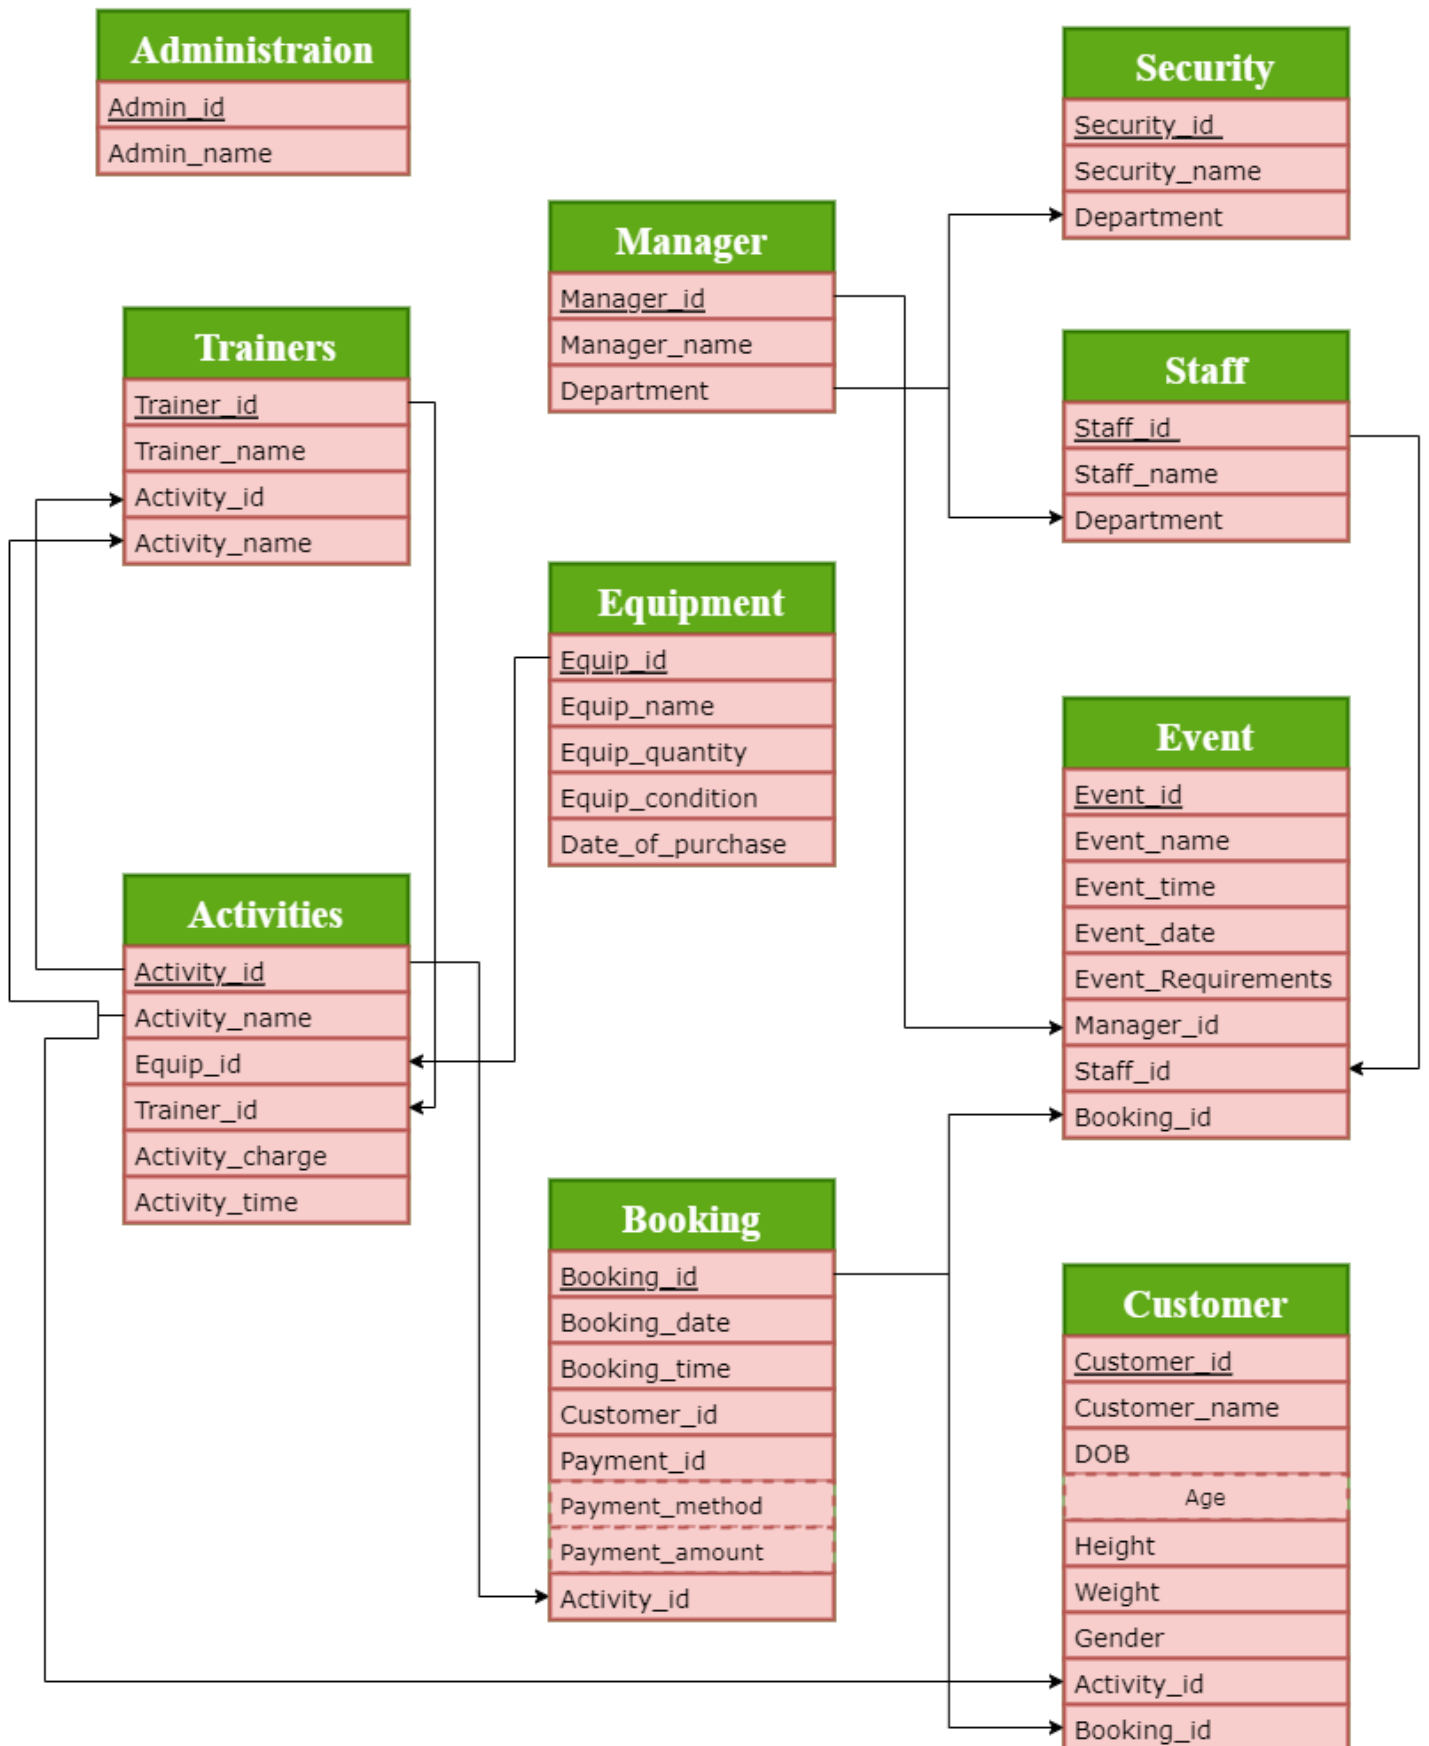 Administraion
Admin_id
Admin_name
Security
Security_id
Security_name
Department
Manager
Manager_id
Manager_name
Department
Trainers
Trainer_id
Trainer_name
Activity_id
Activity_name
Staff
Staff_id
Staff_name
Department
Equipment
Equip_id
Equip_name
Equip_quantity
Equip_condition
Date_of_purchase
Event
Event_id
Event_name
Event_time
Event_date
Event_Requirements
Manager_id
Staff_id
Booking_id
Activities
Activity_id
Activity_name
Equip_id
Trainer_id
Activity_charge
Activity_time
Booking
Booking_id
Booking_date
Booking_time
Customer_id
Payment_id
Payment_method
Payment_amount
Activity_id
Customer
Customer_id
Customer_name
DOB
Age
Height
Weight
Gender
Activity_id
Booking_id